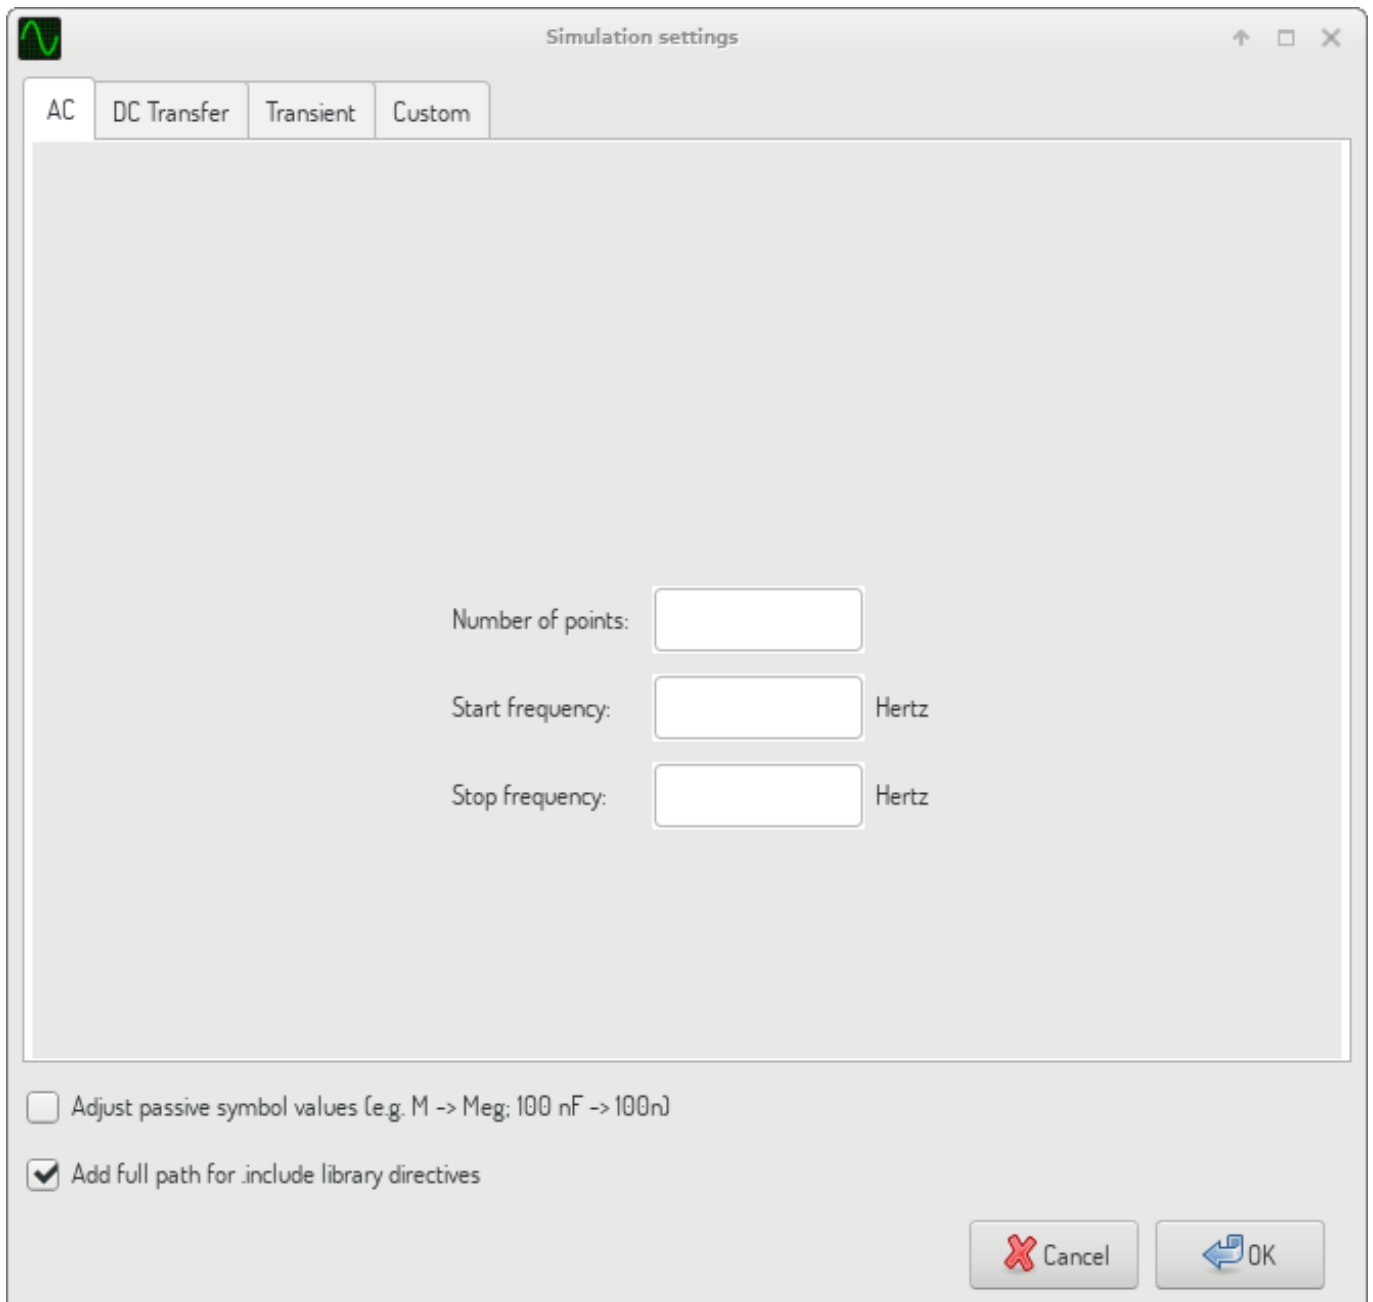 Simulation settings
AC DC Transfer Transient Custom
Number of points:
Start frequency: Hertz
Stop frequency: Hertz
Adjust passive symbol values (e.g. M -> Meg; 100 nF -> 100n)
Add full path for .include library directives
Cancel OK